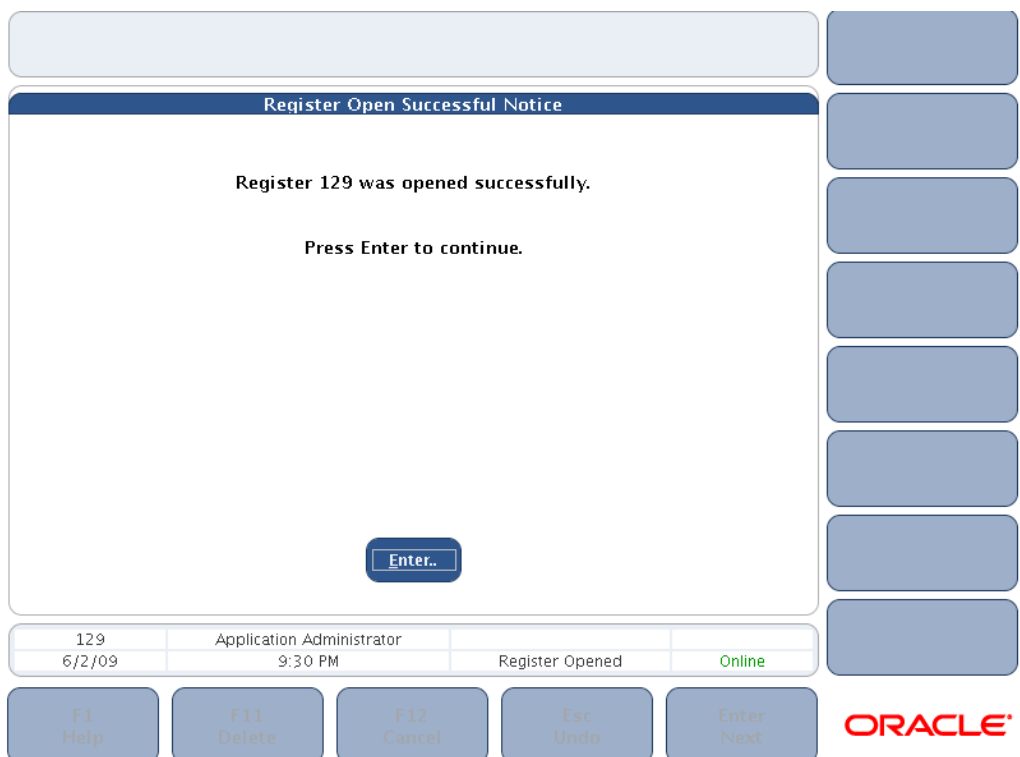 Register Open Successful Notice
Register 129 was opened successfully.
Press Enter to continue.
Enter..
129 Application Administrator
6/2/09 9:30 PM Register Opened Online
F1 F11 F12 Esc Enter
Help Delete Cancel Undo Next
ORACLE